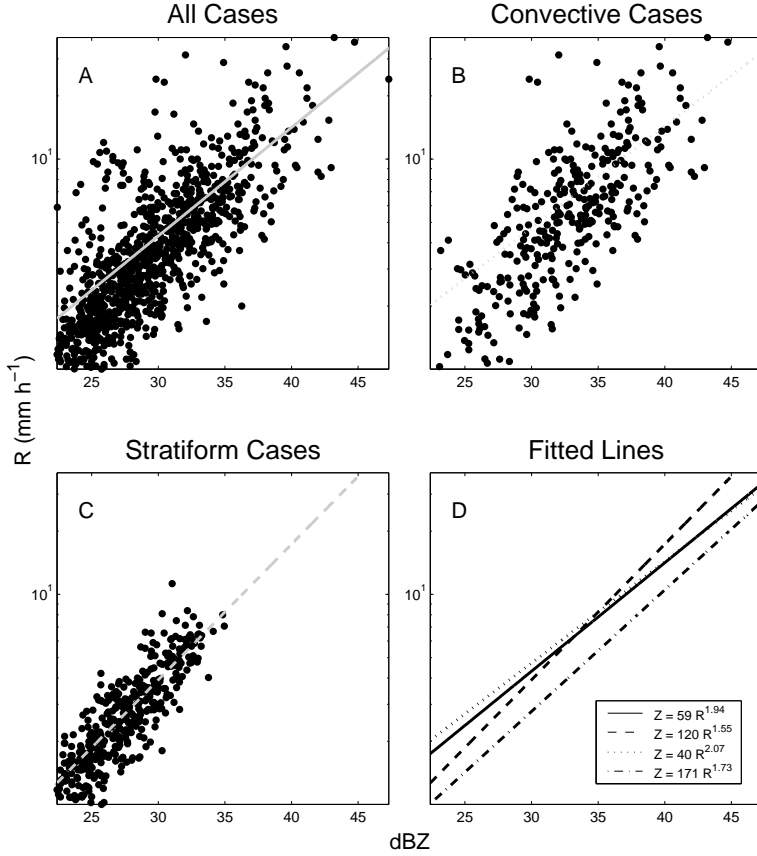 All Cases
Convective Cases
A
B
10¹
10¹
25 30 35 40 45
25 30 35 40 45
R (mm h⁻¹)
Stratiform Cases
Fitted Lines
C
D
10¹
10¹
Z = 59 R^1.94
Z = 120 R^1.55
Z = 40 R^2.07
Z = 171 R^1.73
25 30 35 40 45
25 30 35 40 45
dBZ